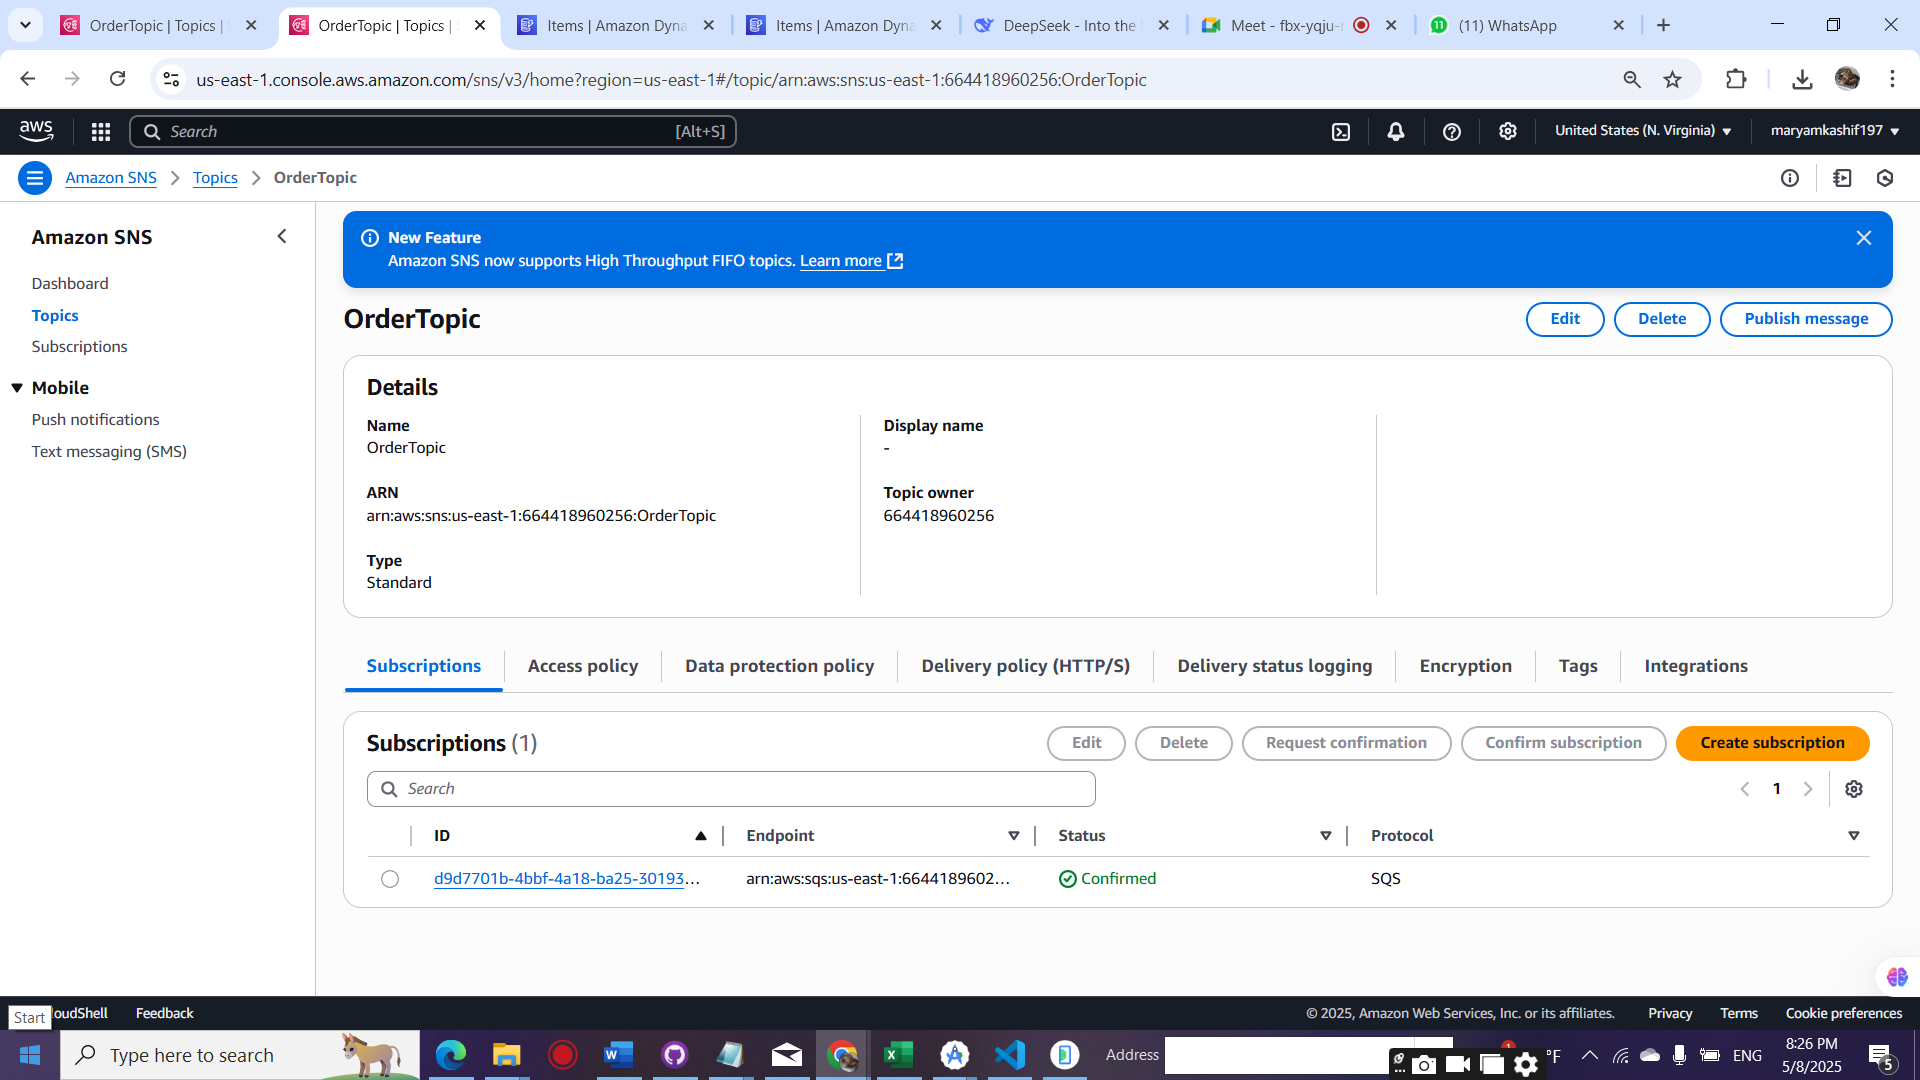 OrderTopic | Topics |
OrderTopic | Topics |
Items | Amazon Dyna
Items | Amazon Dyna
DeepSeek - Into the
Meet - fbx-yqju-
(11) WhatsApp
us-east-1.console.aws.amazon.com/sns/v3/home?region=us-east-1#/topic/arn:aws:sns:us-east-1:664418960256:OrderTopic
aws
Search
[Alt+S]
United States (N. Virginia)
maryamkashif197
Amazon SNS
Topics
OrderTopic
Amazon SNS
Dashboard
Topics
Subscriptions
Mobile
Push notifications
Text messaging (SMS)
New Feature
Amazon SNS now supports High Throughput FIFO topics. Learn more
OrderTopic
Edit
Delete
Publish message
Details
Name
OrderTopic
ARN
arn:aws:sns:us-east-1:664418960256:OrderTopic
Type
Standard
Display name
-
Topic owner
664418960256
Subscriptions
Access policy
Data protection policy
Delivery policy (HTTP/S)
Delivery status logging
Encryption
Tags
Integrations
Subscriptions (1)
Edit
Delete
Request confirmation
Confirm subscription
Create subscription
Search
1
ID
Endpoint
Status
Protocol
d9d7701b-4bbf-4a18-ba25-30193...
arn:aws:sqs:us-east-1:6644189602...
Confirmed
SQS
Start
loudShell
Feedback
© 2025, Amazon Web Services, Inc. or its affiliates.
Privacy
Terms
Cookie preferences
Type here to search
Address
1
°F
ENG
8:26 PM
5/8/2025
5